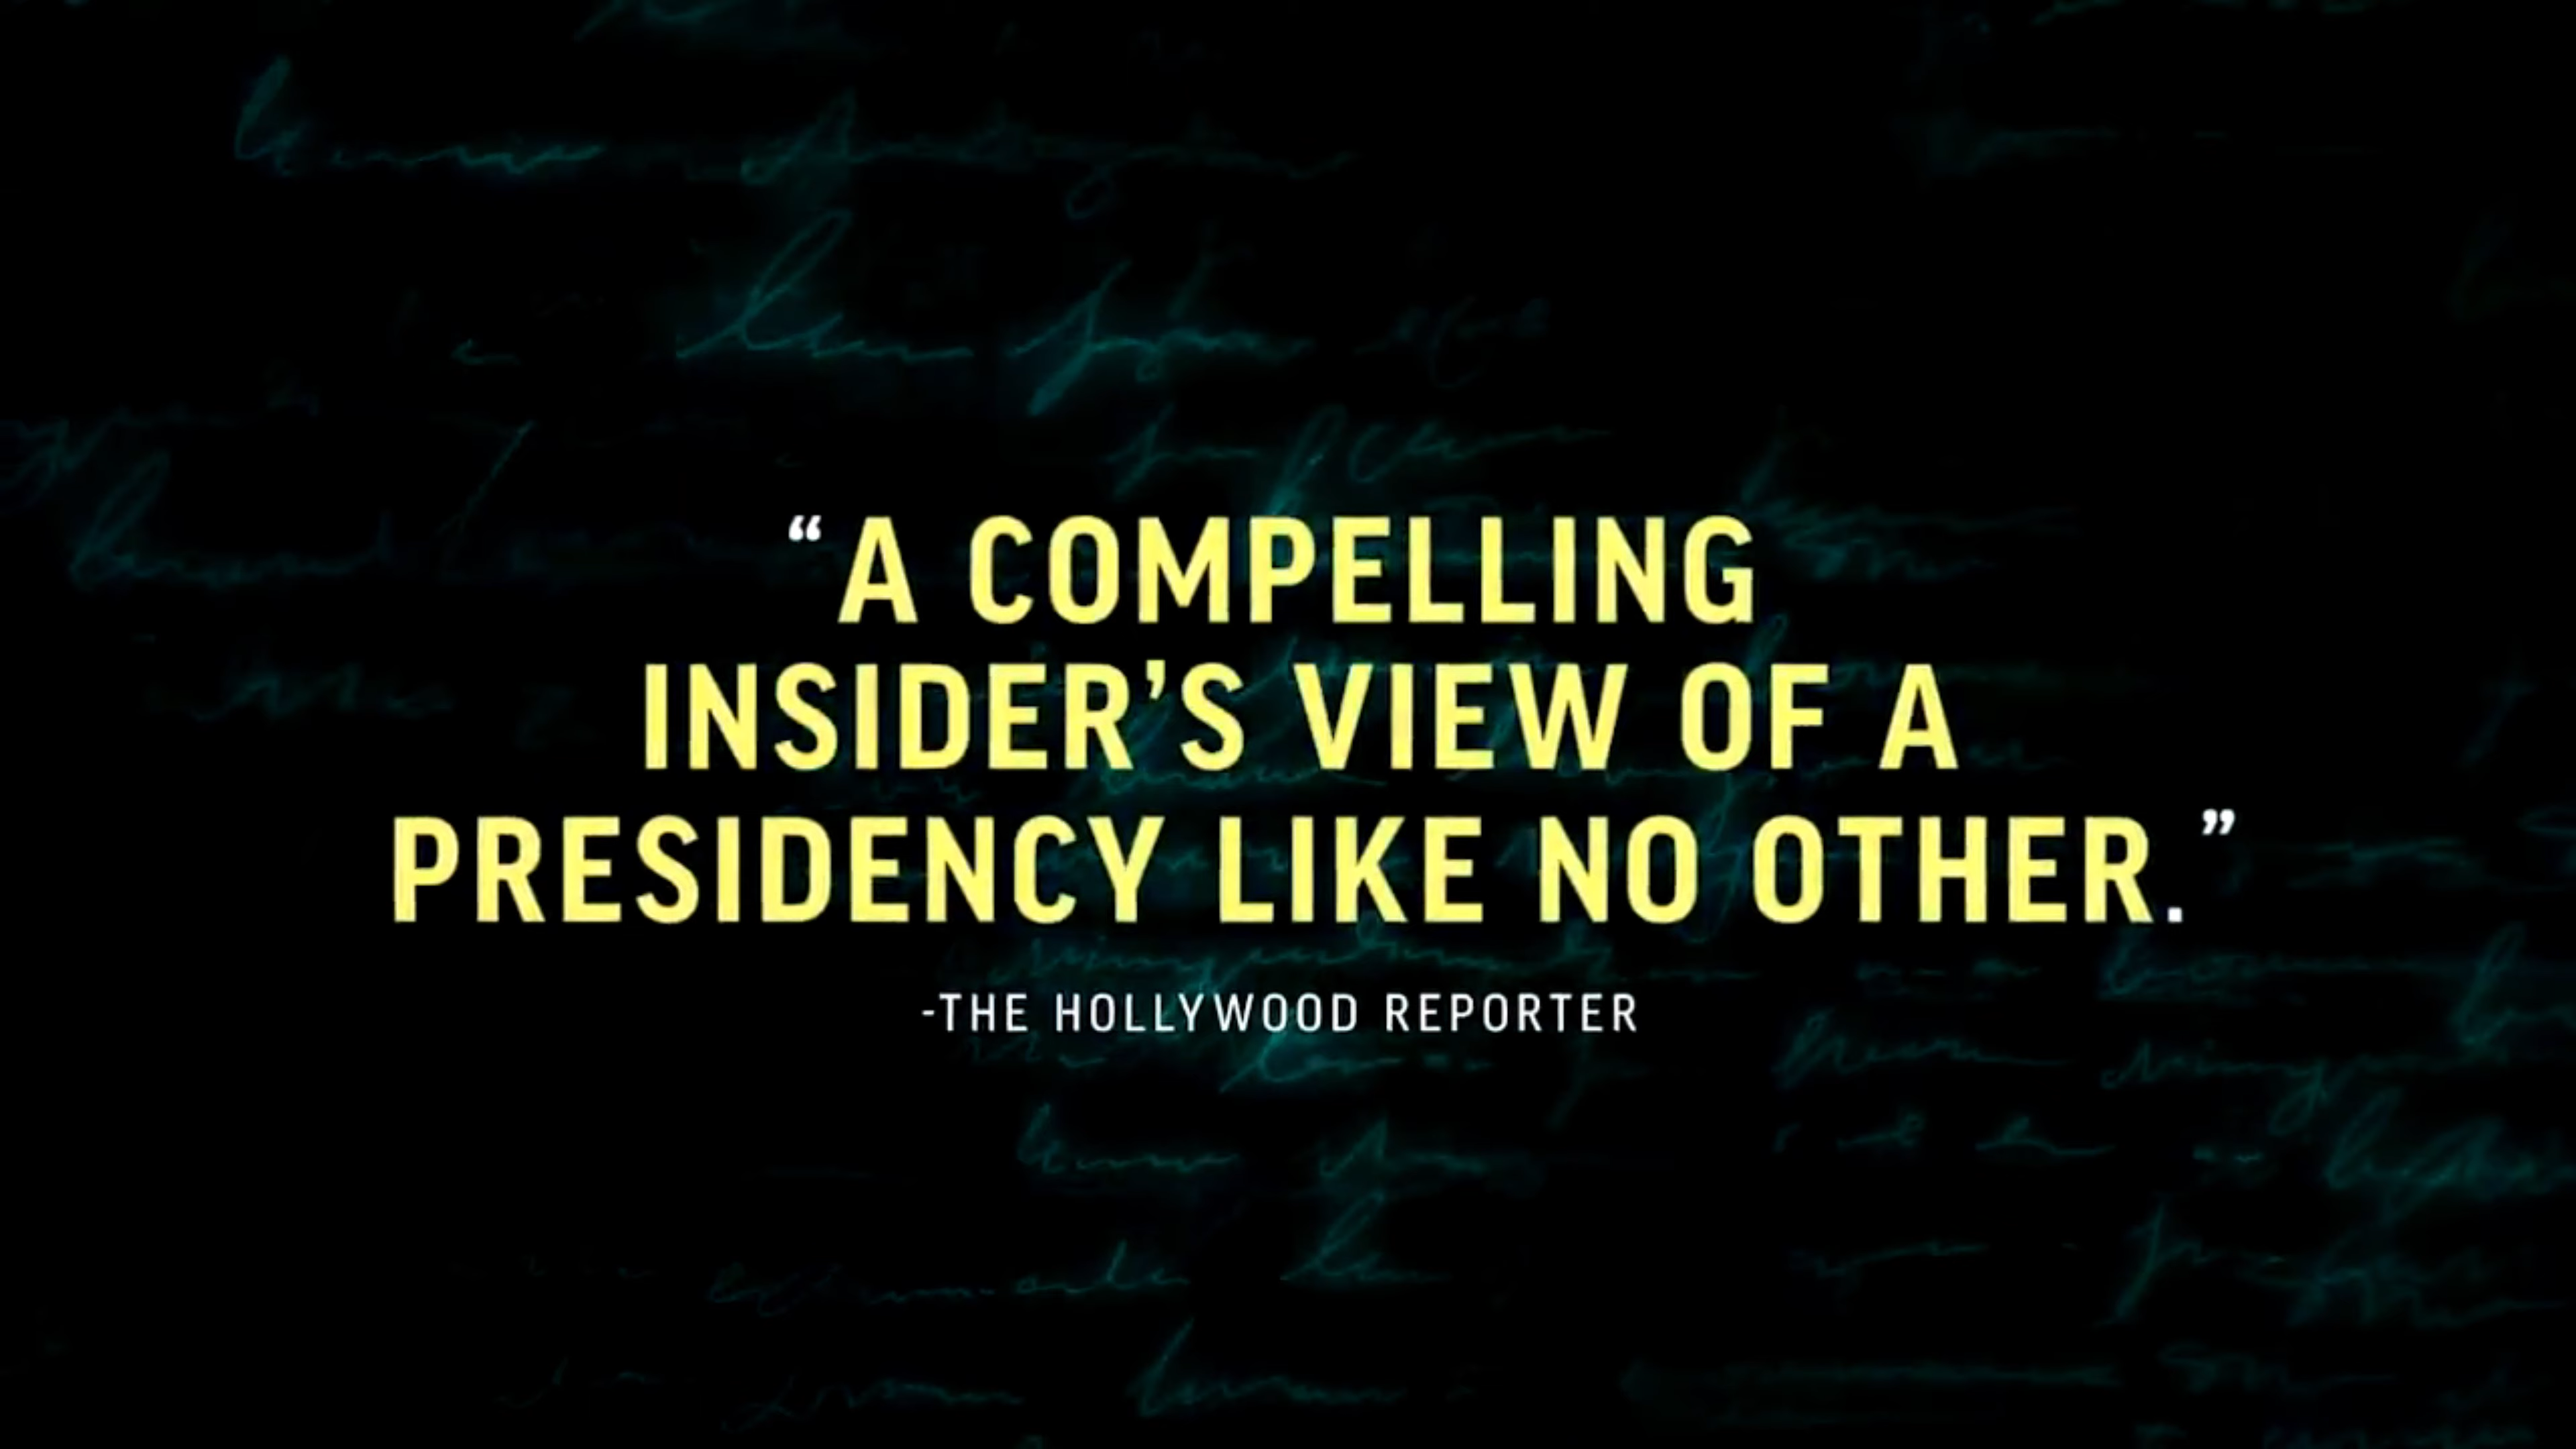 “A COMPELLING
INSIDER’S VIEW OF A
PRESIDENCY LIKE NO OTHER.”
-THE HOLLYWOOD REPORTER